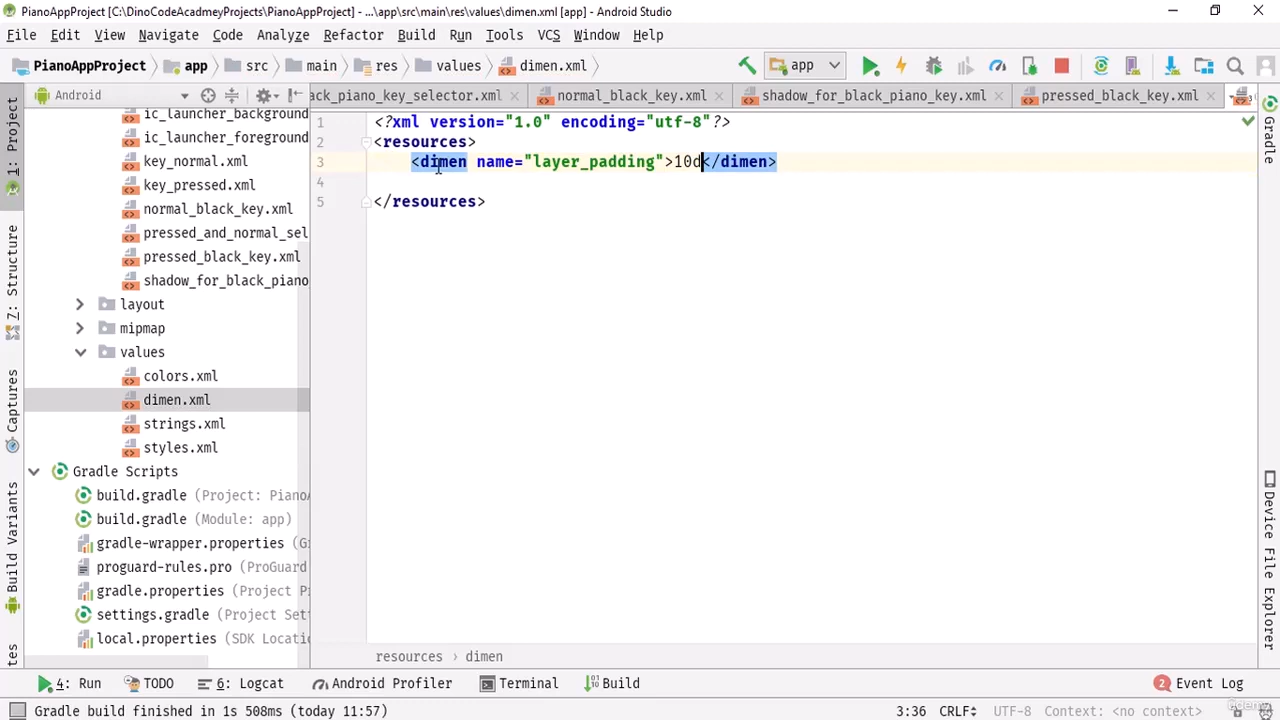 PianoAppProject [C:\DinoCodeAcadmeyProjects\PianoAppProject] - ...\app\src\main\res\values\dimen.xml [app] - Android Studio
File Edit View Navigate Code Analyze Refactor Build Run Tools VCS Window Help
PianoAppProject app src main res values dimen.xml app
Android
ack_piano_key_selector.xml normal_black_key.xml shadow_for_black_piano_key.xml pressed_black_key.xml
1: Project
7: Structure
Captures
Build Variants
ic_launcher_background
ic_launcher_foreground
key_normal.xml
key_pressed.xml
normal_black_key.xml
pressed_and_normal_sel
pressed_black_key.xml
shadow_for_black_piano
layout
mipmap
values
colors.xml
dimen.xml
strings.xml
styles.xml
Gradle Scripts
build.gradle (Project: PianoA
build.gradle (Module: app)
gradle-wrapper.properties (G
proguard-rules.pro (ProGuard
gradle.properties (Project P
settings.gradle (Project Set
local.properties (SDK Locatio
1 <?xml version="1.0" encoding="utf-8"?>
2 <resources>
3 <dimen name="layer_padding">10d</dimen>
4
5 </resources>
Gradle
Device File Explorer
resources › dimen
4: Run TODO 6: Logcat Android Profiler Terminal Build 2 Event Log
Gradle build finished in 1s 508ms (today 11:57) 3:36 CRLF UTF-8 Context: <no context>